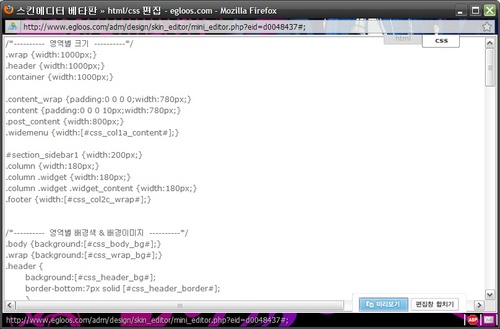 스킨에디터 베타판 » html/css 편집 - egloos.com - Mozilla Firefox
http://www.egloos.com/adm/design/skin_editor/mini_editor.php?eid=d0048437#;
html
css
/*---------- 영역별 크기 ----------*/
.wrap {width:1000px;}
.header {width:1000px;}
.container {width:1000px;}
.content_wrap {padding:0 0 0 0;width:780px;}
.content {padding:0 0 0 10px;width:780px;}
.post_content {width:800px;}
.widemenu {width:[#css_col1a_content#];}
#section_sidebar1 {width:200px;}
.column {width:180px;}
.column .widget {width:180px;}
.column .widget .widget_content {width:180px;}
.footer {width:[#css_col2c_wrap#];}
/*---------- 영역별 배경색 & 배경이미지 ----------*/
.body {background:[#css_body_bg#];}
.wrap {background:[#css_wrap_bg#];}
.header {
background:[#css_header_bg#];
border-bottom:7px solid [#css_header_border#];
}
미리보기
편집창 합치기
http://www.egloos.com/adm/design/skin_editor/mini_editor.php?eid=d0048437#;
ABP